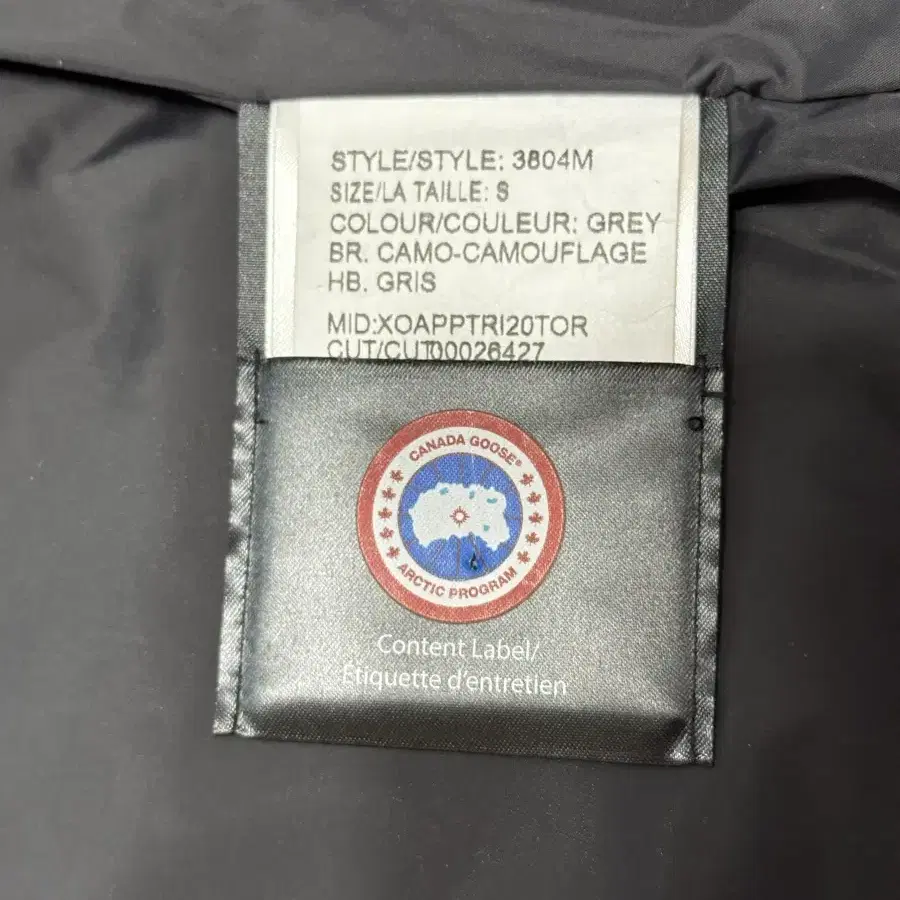 STYLE/STYLE: 3804M
SIZE/LA TAILLE: S
COLOUR/COULEUR: GREY
BR. CAMO-CAMOUFLAGE
HB. GRIS
MID:XOAPPTRI20TOR
CUT/CUT00026427
CANADA GOOSE®
ARCTIC PROGRAM
Content Label/
Étiquette d'entretien